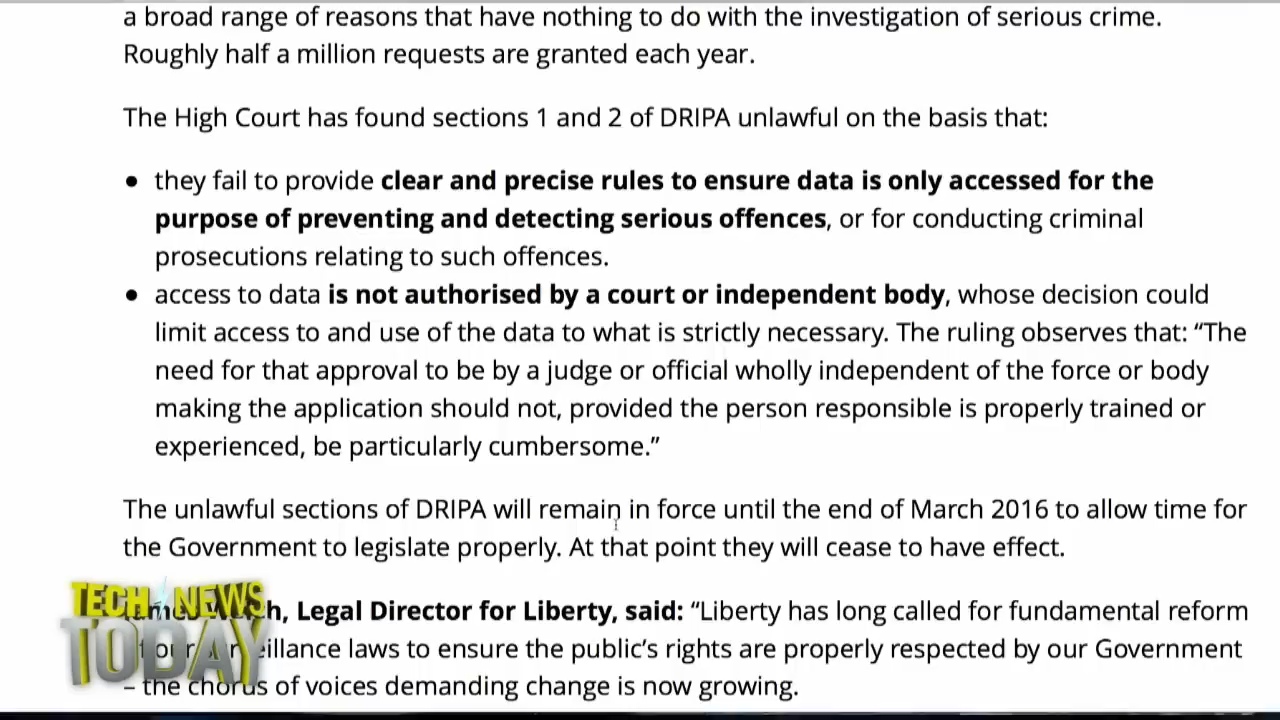 a broad range of reasons that have nothing to do with the investigation of serious crime.
Roughly half a million requests are granted each year.
The High Court has found sections 1 and 2 of DRIPA unlawful on the basis that:
● they fail to provide clear and precise rules to ensure data is only accessed for the
purpose of preventing and detecting serious offences, or for conducting criminal
prosecutions relating to such offences.
● access to data is not authorised by a court or independent body, whose decision could
limit access to and use of the data to what is strictly necessary. The ruling observes that: “The
need for that approval to be by a judge or official wholly independent of the force or body
making the application should not, provided the person responsible is properly trained or
experienced, be particularly cumbersome.”
The unlawful sections of DRIPA will remain in force until the end of March 2016 to allow time for
the Government to legislate properly. At that point they will cease to have effect.
Legal Director for Liberty, said: “Liberty has long called for fundamental reform
laws to ensure the public’s rights are properly respected by our Government
– the chorus of voices demanding change is now growing.
TECH NEWS
TODAY